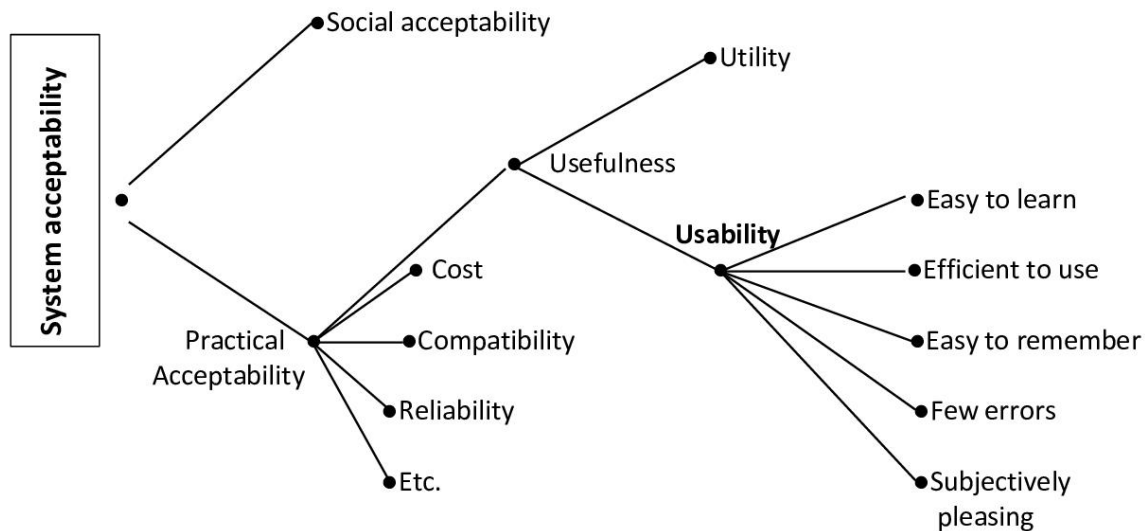 System acceptability
Social acceptability
Utility
Usefulness
Usability
Easy to learn
Cost
Efficient to use
Practical
Acceptability
Compatibility
Easy to remember
Reliability
Few errors
Etc.
Subjectively
pleasing